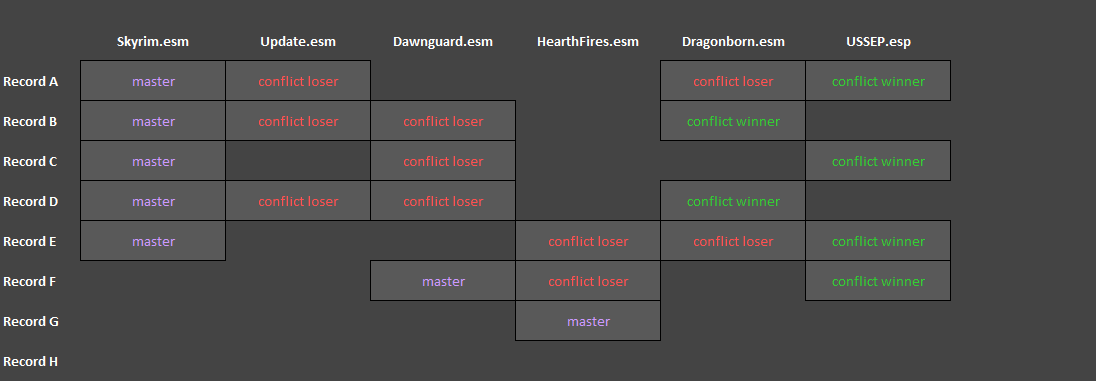 Skyrim.esm Update.esm Dawnguard.esm HearthFires.esm Dragonborn.esm USSEP.esp
Record A master conflict loser conflict loser conflict winner
Record B master conflict loser conflict loser conflict winner
Record C master conflict loser conflict winner
Record D master conflict loser conflict loser conflict winner
Record E master conflict loser conflict loser conflict winner
Record F master conflict loser conflict winner
Record G master
Record H